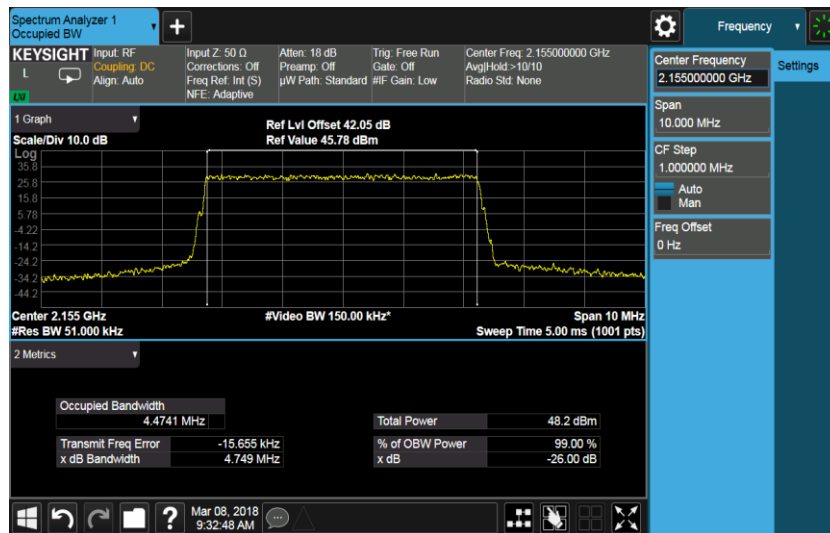 Spectrum Analyzer 1
Occupied BW
+
Frequency
KEYSIGHT
L
LXI
Input: RF
Coupling: DC
Align: Auto
Input Z: 50 Ω
Corrections: Off
Freq Ref: Int (S)
NFE: Adaptive
Atten: 18 dB
Preamp: Off
µW Path: Standard
Trig: Free Run
Gate: Off
#IF Gain: Low
Center Freq: 2.155000000 GHz
Avg|Hold:>10/10
Radio Std: None
Center Frequency
2.155000000 GHz
Settings
Span
10.000 MHz
CF Step
1.000000 MHz
Auto
Man
Freq Offset
0 Hz
1 Graph
Scale/Div 10.0 dB
Ref Lvl Offset 42.05 dB
Ref Value 45.78 dBm
Log
35.8
25.8
15.8
5.78
-4.22
-14.2
-24.2
-34.2
-44.2
Center 2.155 GHz
#Video BW 150.00 kHz*
Span 10 MHz
#Res BW 51.000 kHz
Sweep Time 5.00 ms (1001 pts)
2 Metrics
Occupied Bandwidth
4.4741 MHz
Total Power 48.2 dBm
Transmit Freq Error -15.655 kHz
% of OBW Power 99.00 %
x dB Bandwidth 4.749 MHz
x dB -26.00 dB
?
Mar 08, 2018
9:32:48 AM